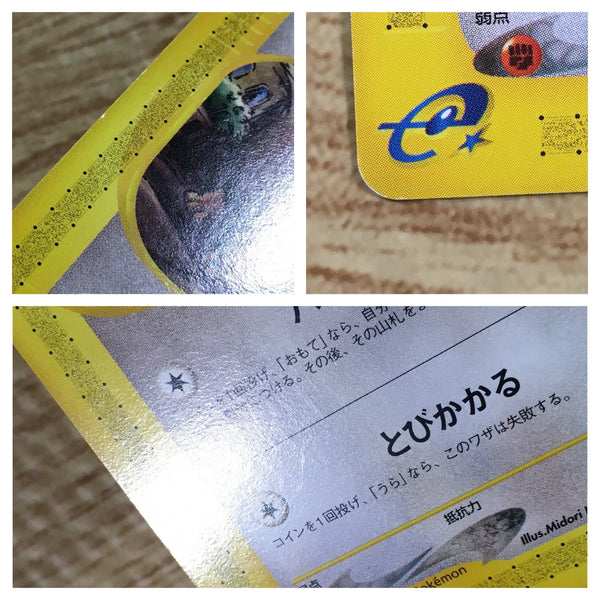 弱点
1回投げ、「おもて」なら、自分
つける。その後、その山札を
とびかかる
コインを1回投げ、「うら」なら、このワザは失敗する。
抵抗力
Illus.Midori
Pokémon